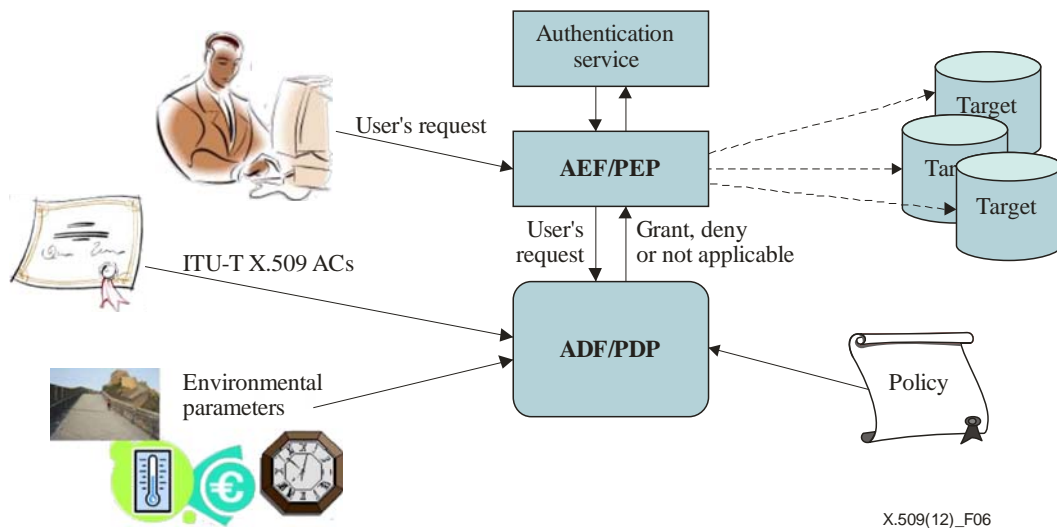 Authentication
service
User's request
AEF/PEP
Target
Target
Target
User's
request
Grant, deny
or not applicable
ITU-T X.509 ACs
ADF/PDP
Environmental
parameters
Policy
X.509(12)_F06